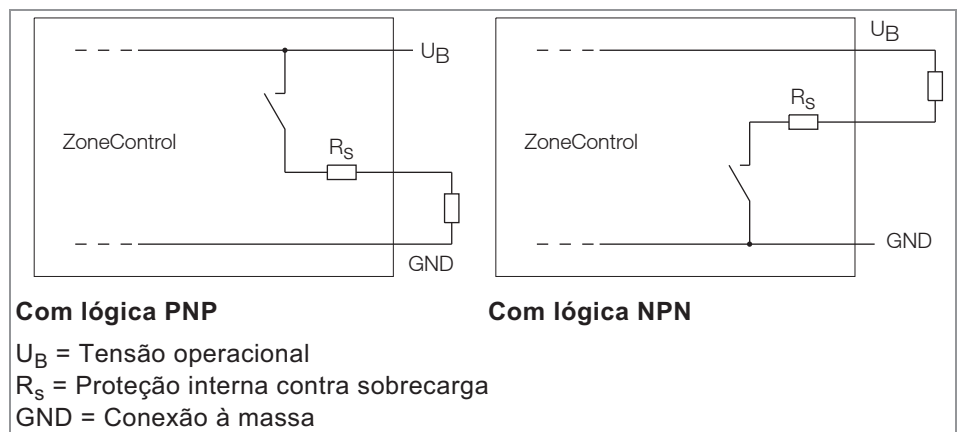 U_B
ZoneControl
R_S
GND
U_B
ZoneControl
R_S
GND
Com lógica PNP
Com lógica NPN
U_B = Tensão operacional
R_s = Proteção interna contra sobrecarga
GND = Conexão à massa